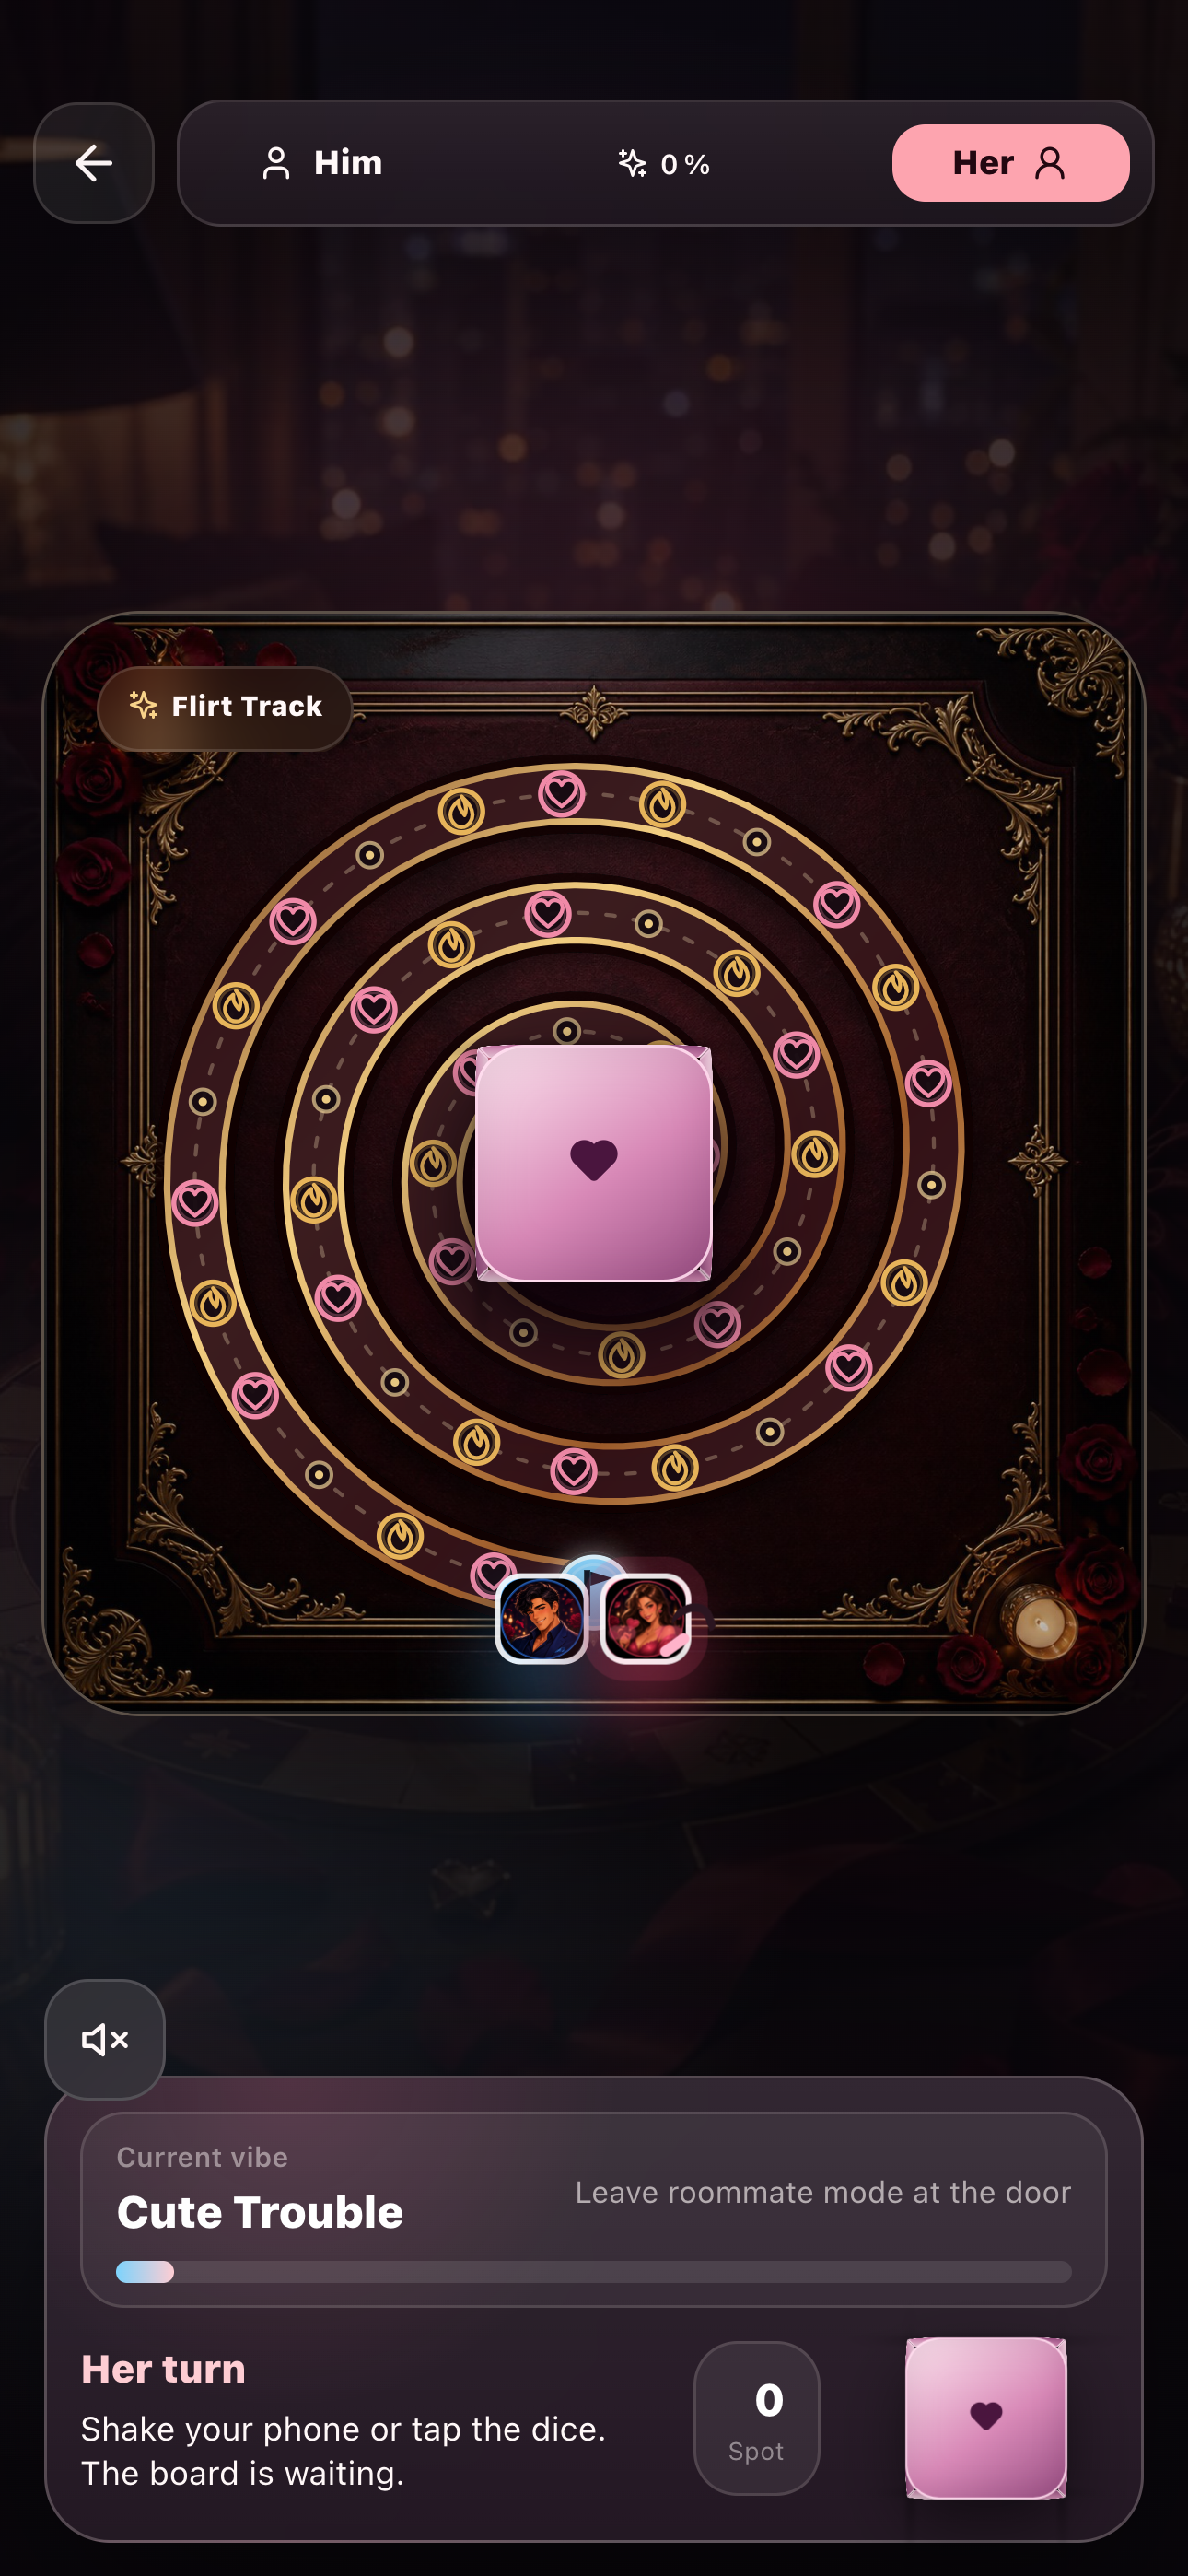 Him
0 %
Her
Flirt Track
Current vibe
Cute Trouble
Leave roommate mode at the door
Her turn
Shake your phone or tap the dice.
The board is waiting.
0
Spot